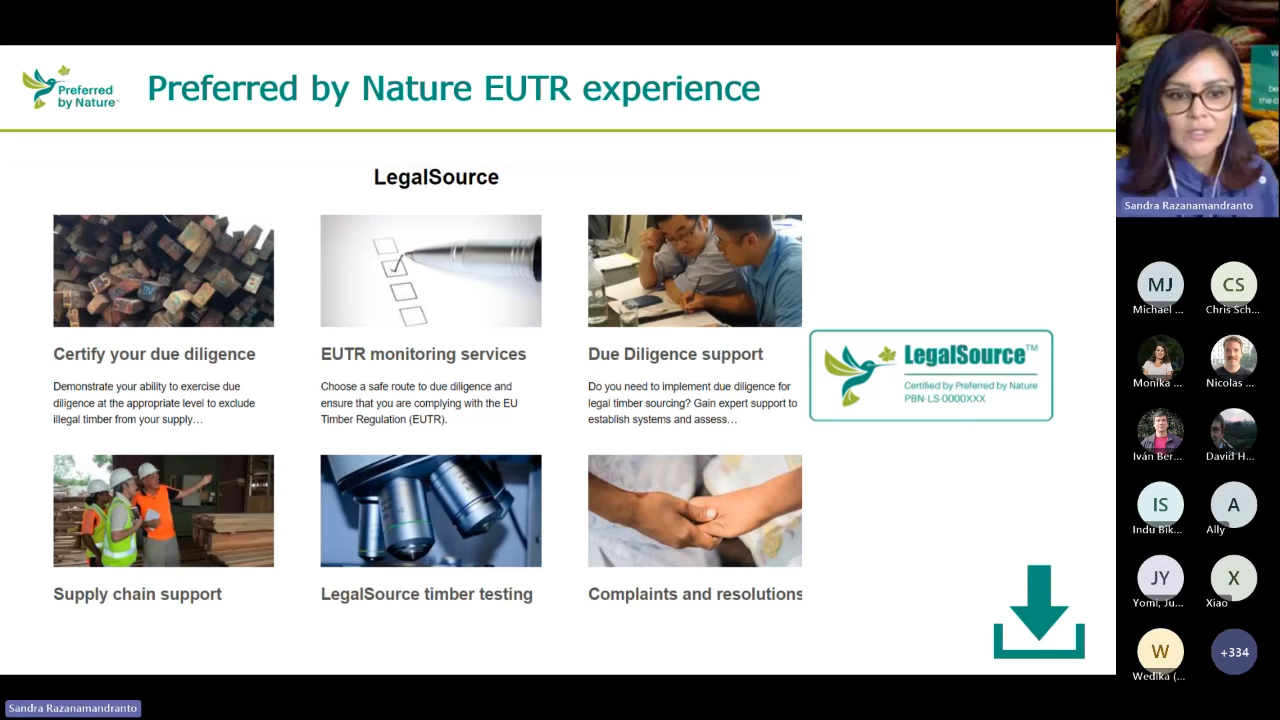 Preferred
by Nature™
Preferred by Nature EUTR experience
LegalSource
Certify your due diligence
Demonstrate your ability to exercise due
diligence at the appropriate level to exclude
illegal timber from your supply…
EUTR monitoring services
Choose a safe route to due diligence and
ensure that you are complying with the EU
Timber Regulation (EUTR).
Due Diligence support
Do you need to implement due diligence for
legal timber sourcing? Gain expert support to
establish systems and assess…
LegalSource™
Certified by Preferred by Nature
PBN-LS-0000XXX
Supply chain support
LegalSource timber testing
Complaints and resolutions
Sandra Razanamandranto
MJ
Michael ...
CS
Chris Sch...
Monika ...
Nicolas ...
Iván Ber...
David H...
IS
Indu Bik...
A
Ally
JY
Yomi, Ju...
X
Xiao
W
Wedika (...
+334
Sandra Razanamandranto